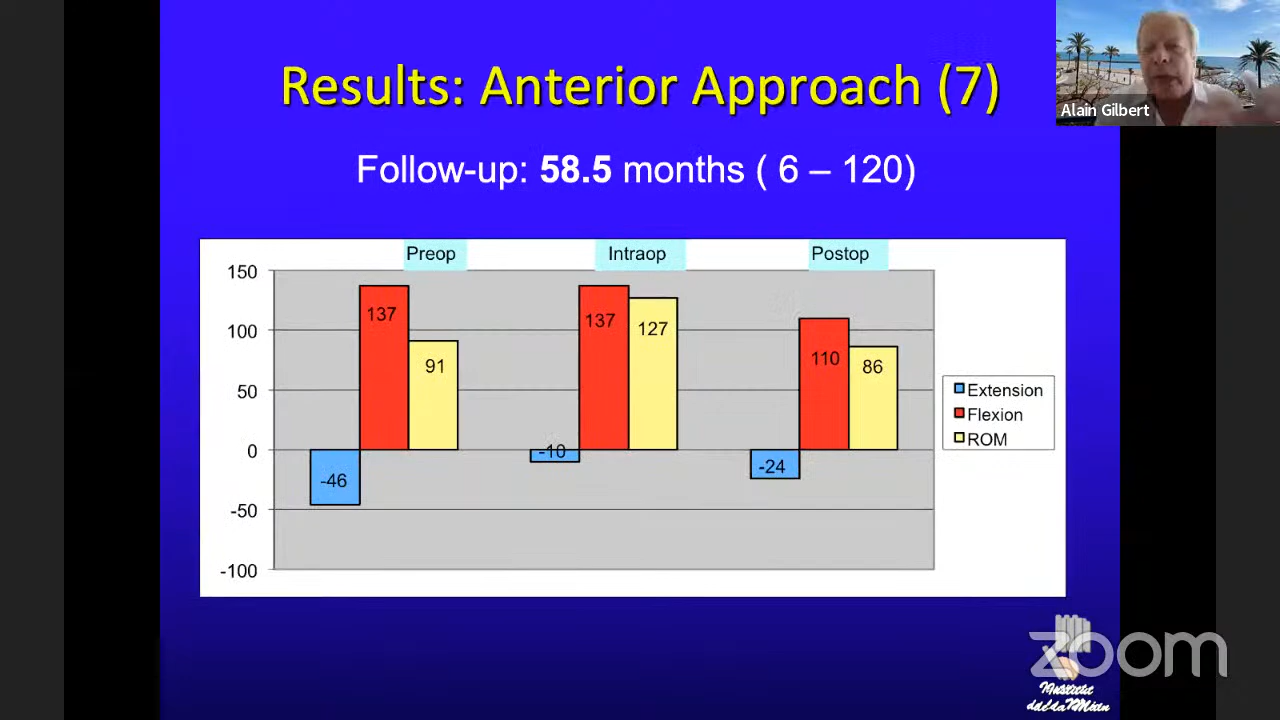 Results: Anterior Approach (7)
Alain Gilbert
Follow-up: 58.5 months ( 6 – 120)
Preop
Intraop
Postop
150
100
50
0
-50
-100
137
91
-46
137
127
-10
110
86
-24
Extension
Flexion
ROM
zoom